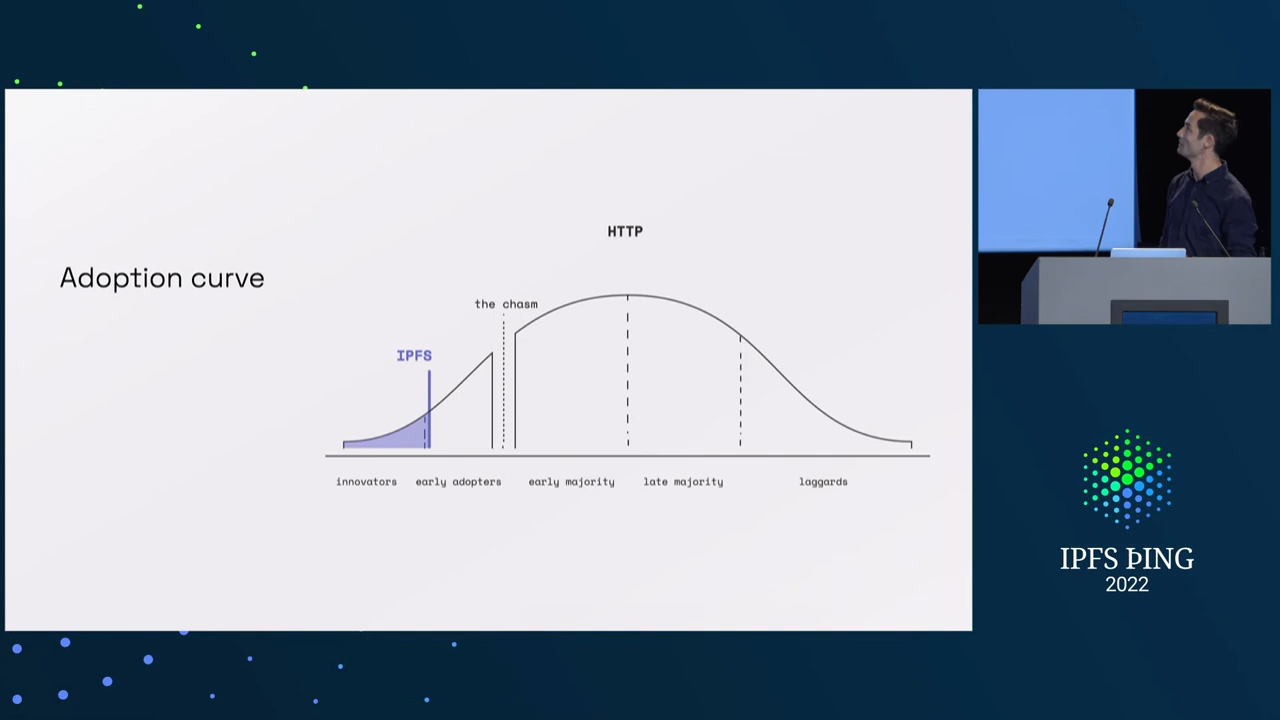 Adoption curve
HTTP
the chasm
IPFS
innovators early adopters early majority late majority laggards
IPFS ÞING
2022